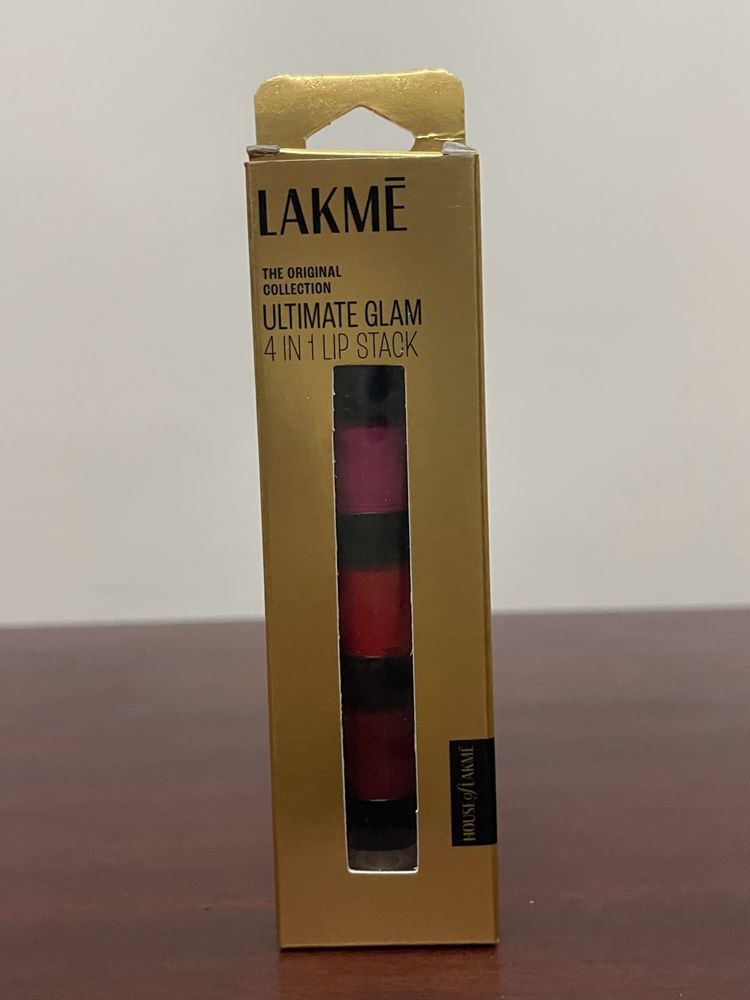 LAKMĒ
THE ORIGINAL
COLLECTION
ULTIMATE GLAM
4 IN 1 LIP STACK
HOUSE of LAKMĒ